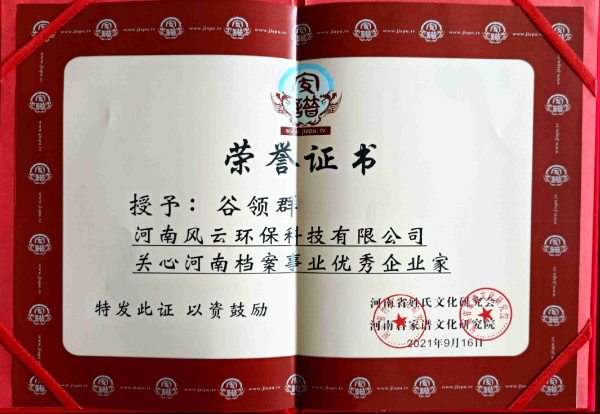 家谱
www.jiapu.tv
荣誉证书
授予：谷领群
河南风云环保科技有限公司
关心河南档案事业优秀企业家
特发此证 以资鼓励
河南省姓氏文化研究会
河南省家谱文化研究院
2021年9月16日